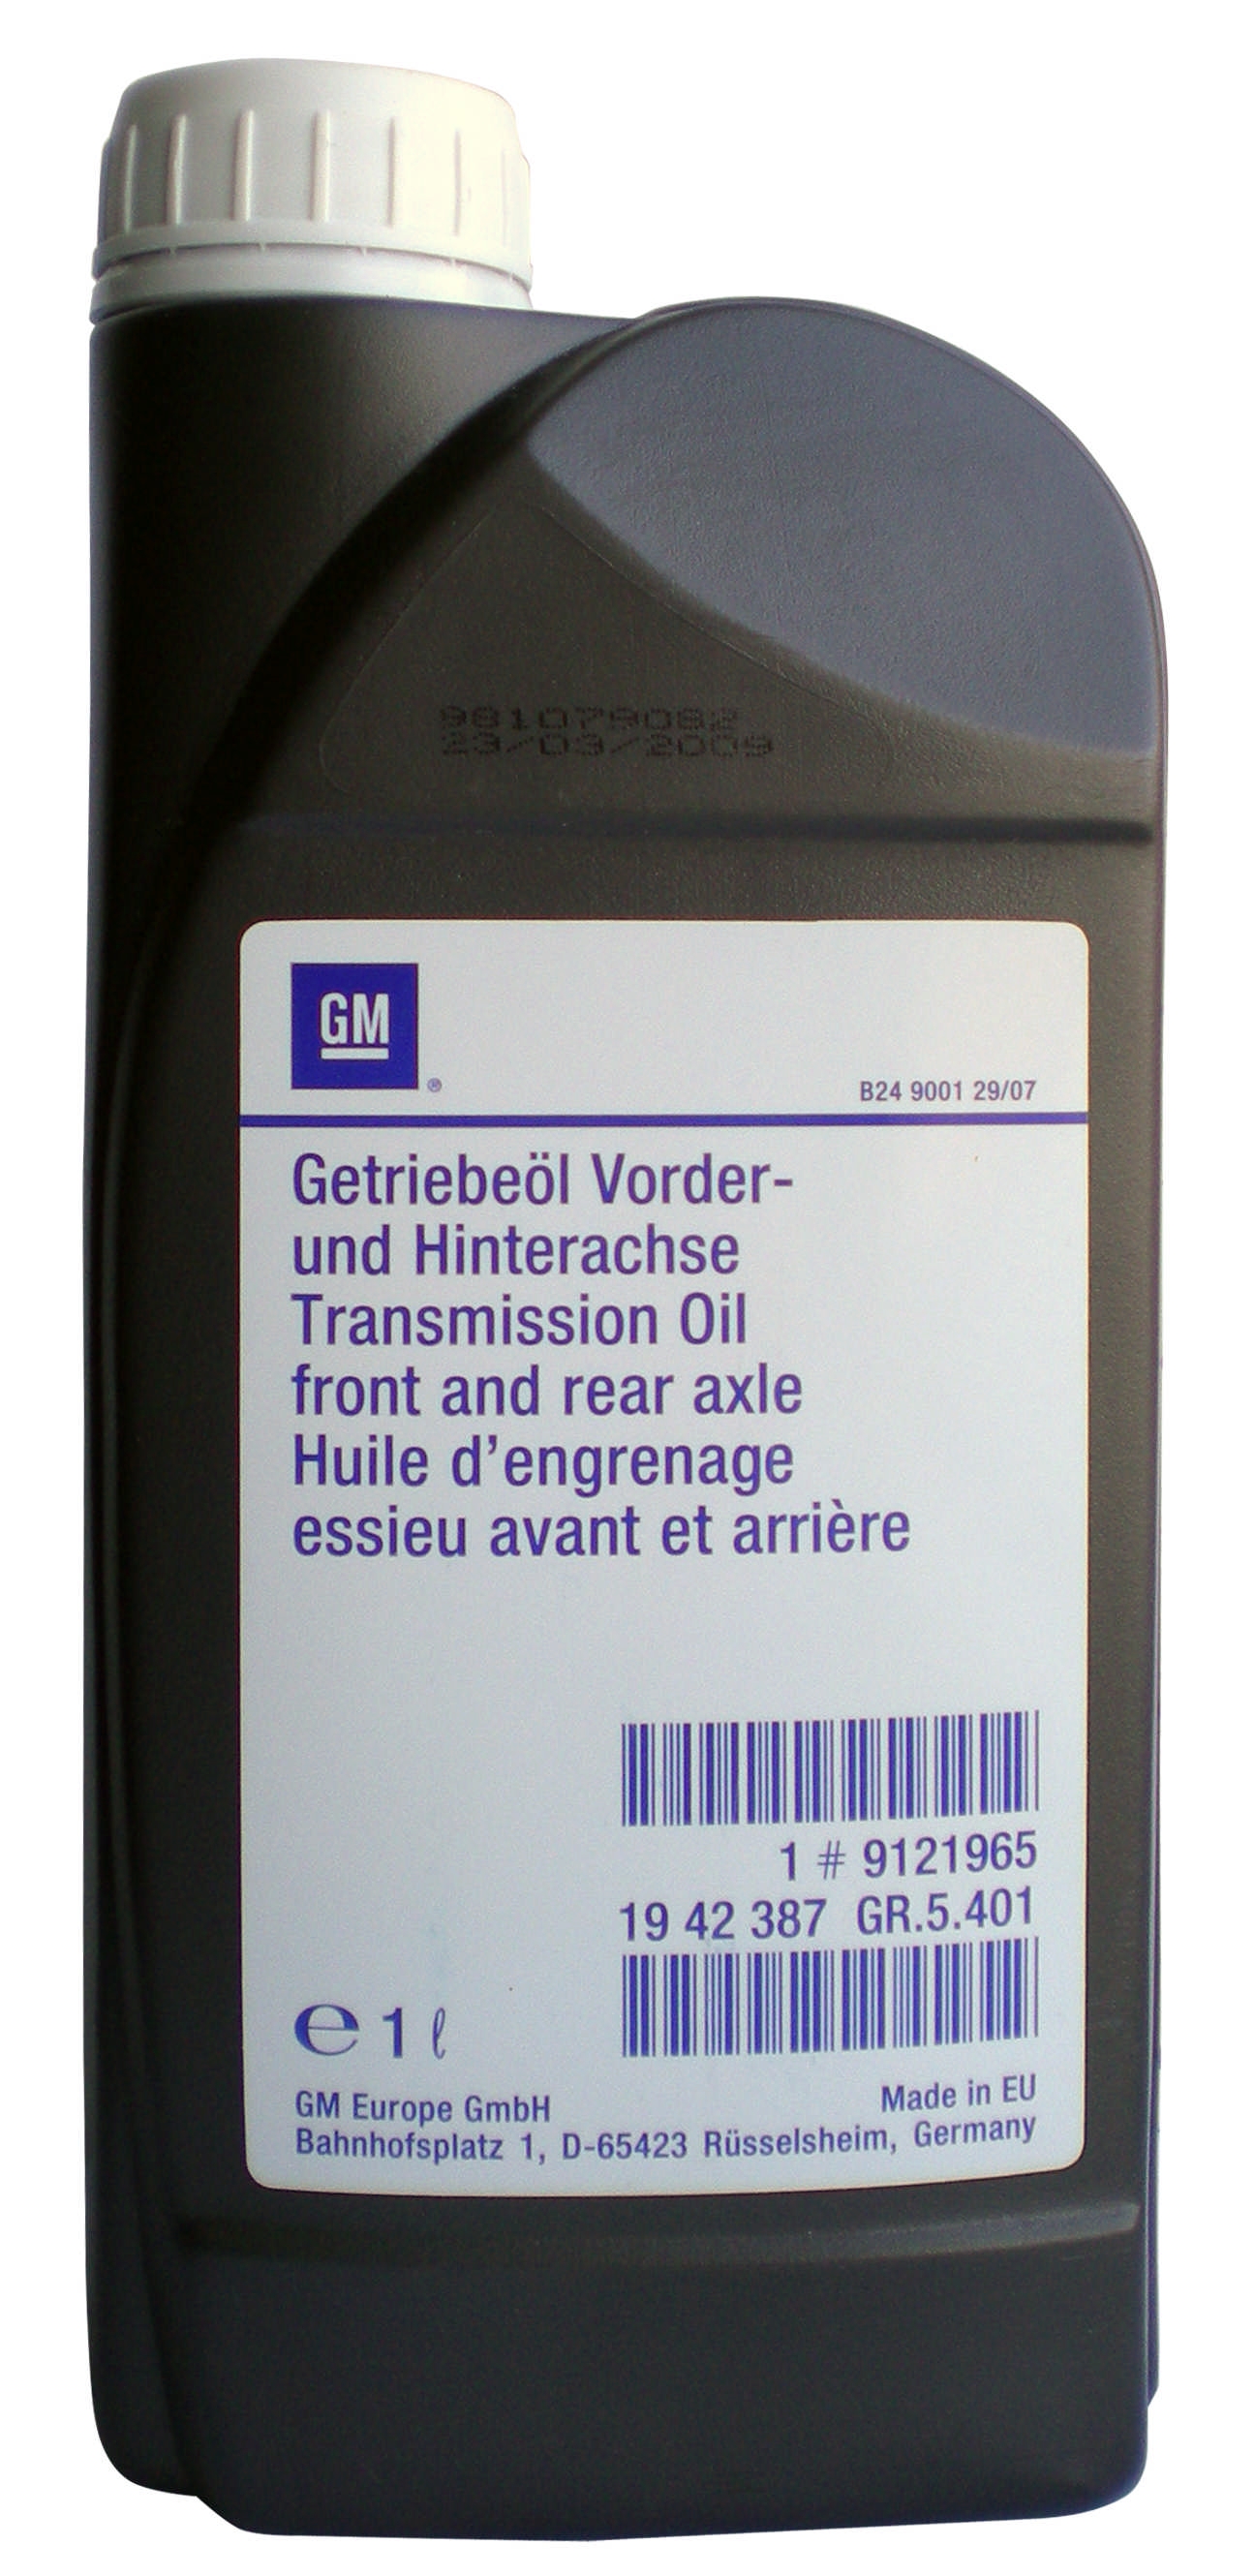 981079082
23/03/2009
GM
®
B24 9001 29/07
Getriebeöl Vorder-
und Hinterachse
Transmission Oil
front and rear axle
Huile d'engrenage
essieu avant et arrière
1 # 9121965
19 42 387 GR.5.401
℮ 1 ℓ
Made in EU
GM Europe GmbH
Bahnhofsplatz 1, D-65423 Rüsselsheim, Germany